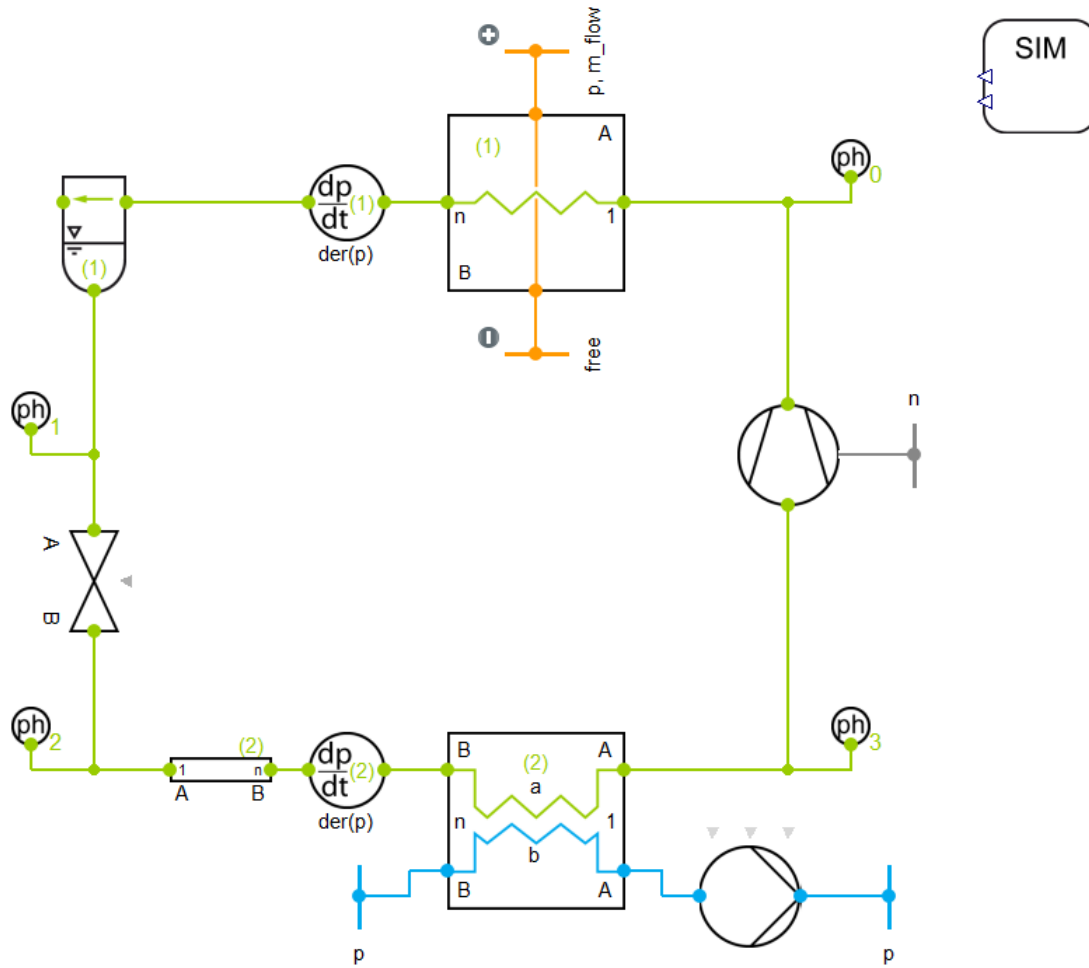 SIM
p, m_flow
A
(1)
ph
0
dp
dt
(1)
der(p)
n
1
B
(1)
free
ph
1
n
A
B
ph
2
(2)
1
n
A
B
dp
dt
(2)
der(p)
B
A
(2)
a
n
1
b
B
A
ph
3
p
p